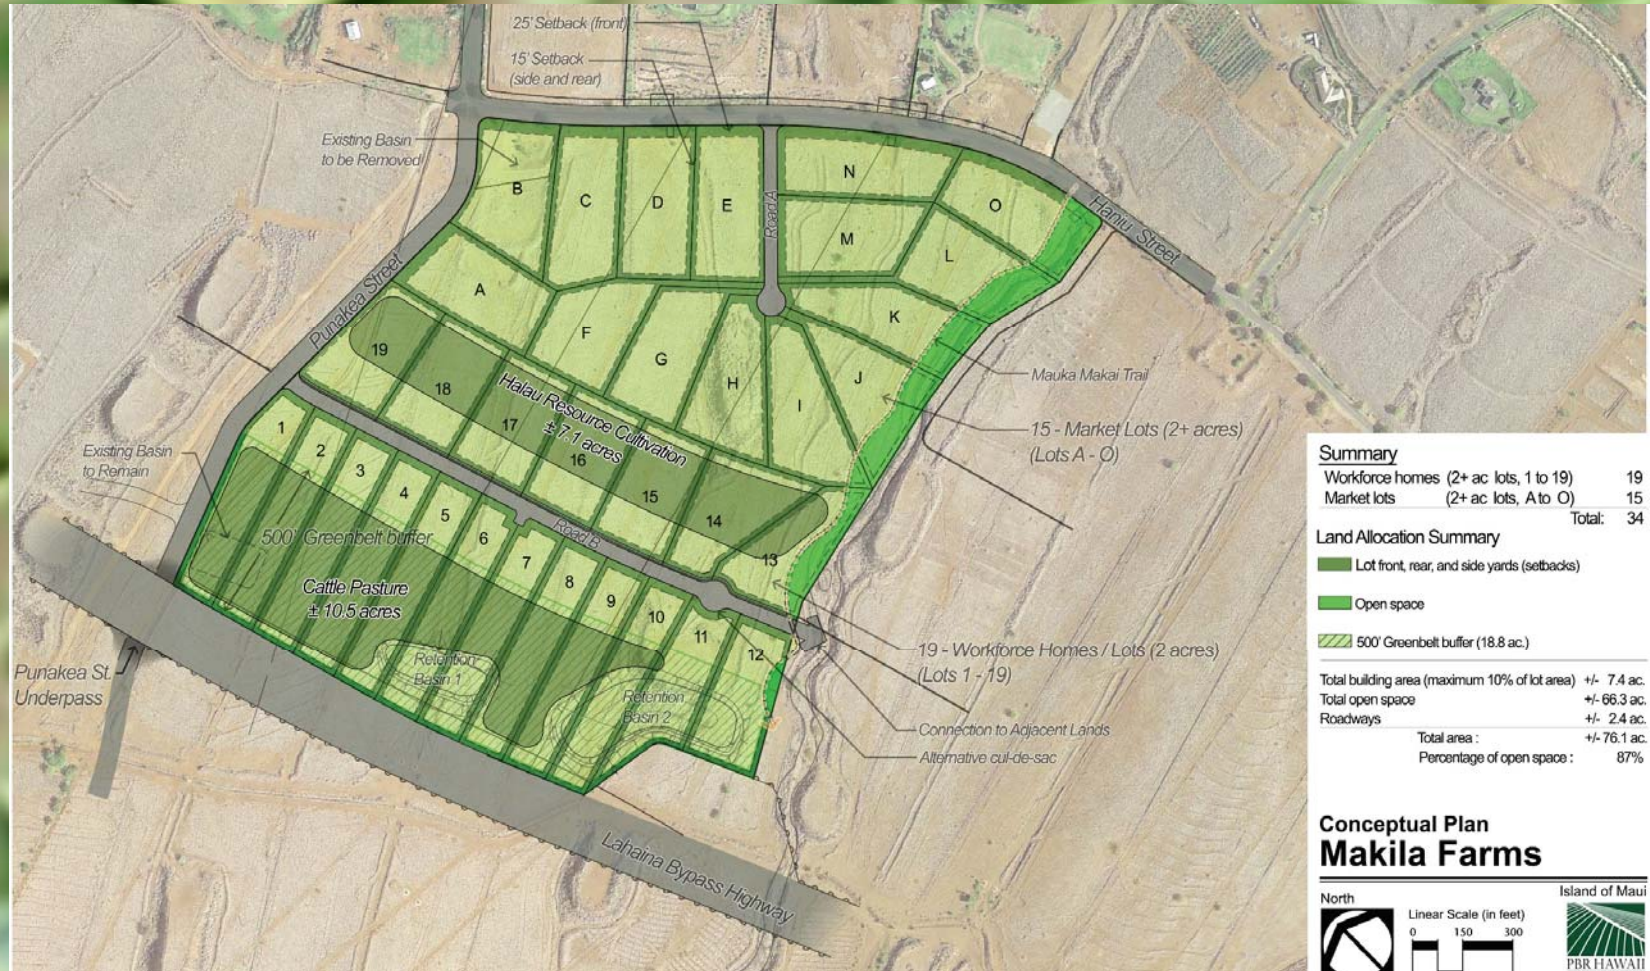 25' Setback (front)
15' Setback
(side and rear)
Existing Basin
to be Removed
B
C
D
E
Road A
N
O
M
L
Haniu Street
Punakea Street
A
F
G
H
I
J
K
Mauka Makai Trail
15 - Market Lots (2+ acres)
(Lots A - O)
19
18
17
16
15
14
13
Halau Resource Cultivation
± 7.1 acres
Existing Basin
to Remain
1
2
3
4
5
6
7
8
9
10
11
12
Road B
500' Greenbelt buffer
Cattle Pasture
± 10.5 acres
Retention
Basin 1
Retention
Basin 2
Punakea St.
Underpass
19 - Workforce Homes / Lots (2 acres)
(Lots 1 - 19)
Connection to Adjacent Lands
Alternative cul-de-sac
Lahaina Bypass Highway
Summary
Workforce homes (2+ ac lots, 1 to 19) 19
Market lots (2+ ac lots, A to O) 15
Total: 34
Land Allocation Summary
Lot front, rear, and side yards (setbacks)
Open space
500' Greenbelt buffer (18.8 ac.)
Total building area (maximum 10% of lot area) +/- 7.4 ac.
Total open space +/- 66.3 ac.
Roadways +/- 2.4 ac.
Total area : +/- 76.1 ac.
Percentage of open space : 87%
Conceptual Plan
Makila Farms
North
Linear Scale (in feet)
0 150 300
Island of Maui
PBR HAWAII